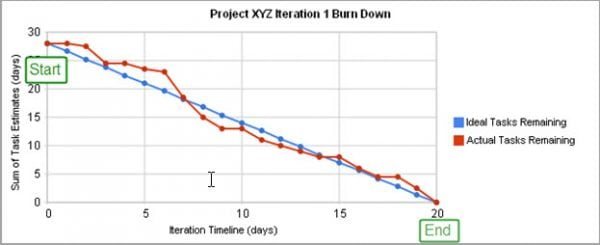 Project XYZ Iteration 1 Burn Down
Sum of Task Estimates (days)
30
20
15
10
5
0
Start
0
5
10
15
20
Iteration Timeline (days)
End
Ideal Tasks Remaining
Actual Tasks Remaining